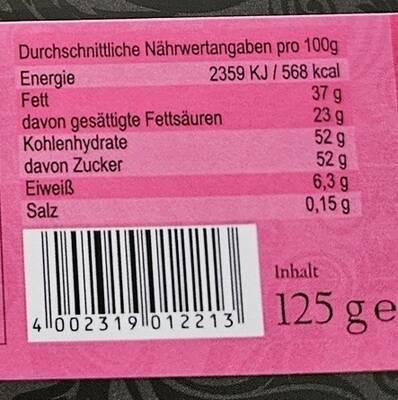 Durchschnittliche Nährwertangaben pro 100g
Energie 2359 KJ / 568 kcal
Fett 37 g
davon gesättigte Fettsäuren 23 g
Kohlenhydrate 52 g
davon Zucker 52 g
Eiweiß 6,3 g
Salz 0,15 g
Inhalt
125 g e
4 002319 012213